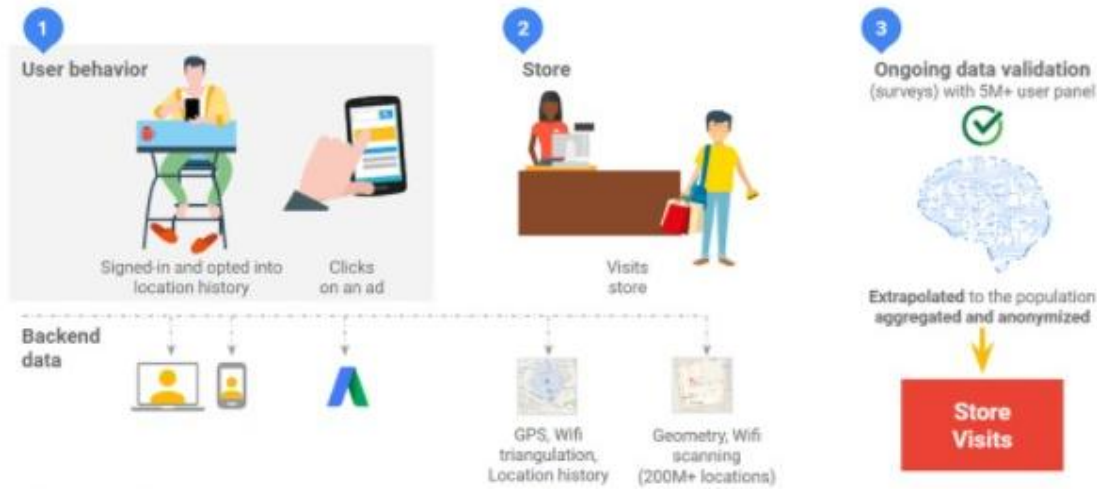 1
User behavior
Signed-in and opted into
location history
Clicks
on an ad
2
Store
Visits
store
3
Ongoing data validation
(surveys) with 5M+ user panel
Extrapolated to the population
aggregated and anonymized
Backend
data
GPS, Wifi
triangulation,
Location history
Geometry, Wifi
scanning
(200M+ locations)
Store
Visits